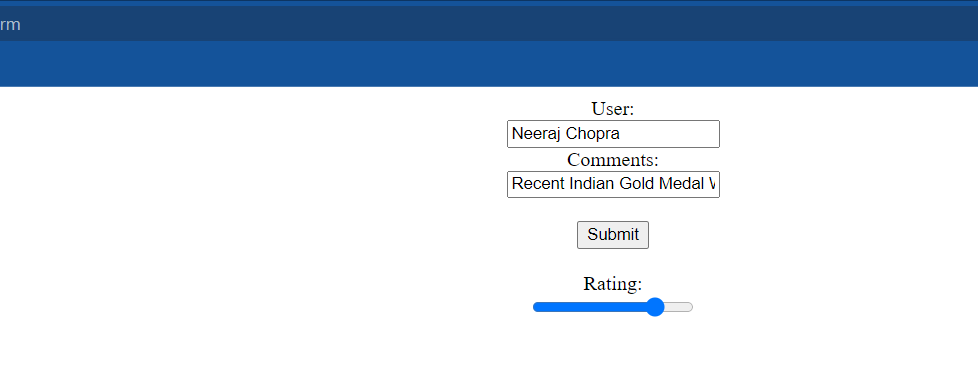 rm
User:
Neeraj Chopra
Comments:
Recent Indian Gold Medal
Submit
Rating: